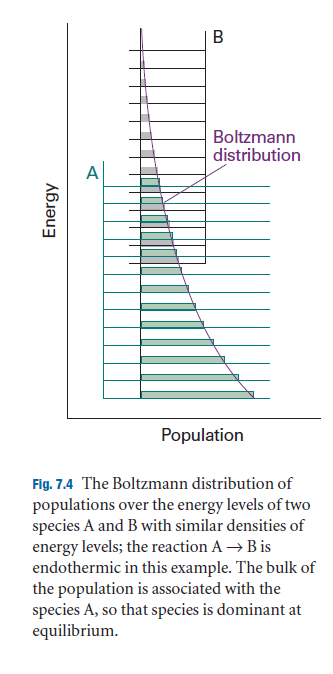 B
Boltzmann
distribution
A
Energy
Population
Fig. 7.4 The Boltzmann distribution of
populations over the energy levels of two
species A and B with similar densities of
energy levels; the reaction A → B is
endothermic in this example. The bulk of
the population is associated with the
species A, so that species is dominant at
equilibrium.